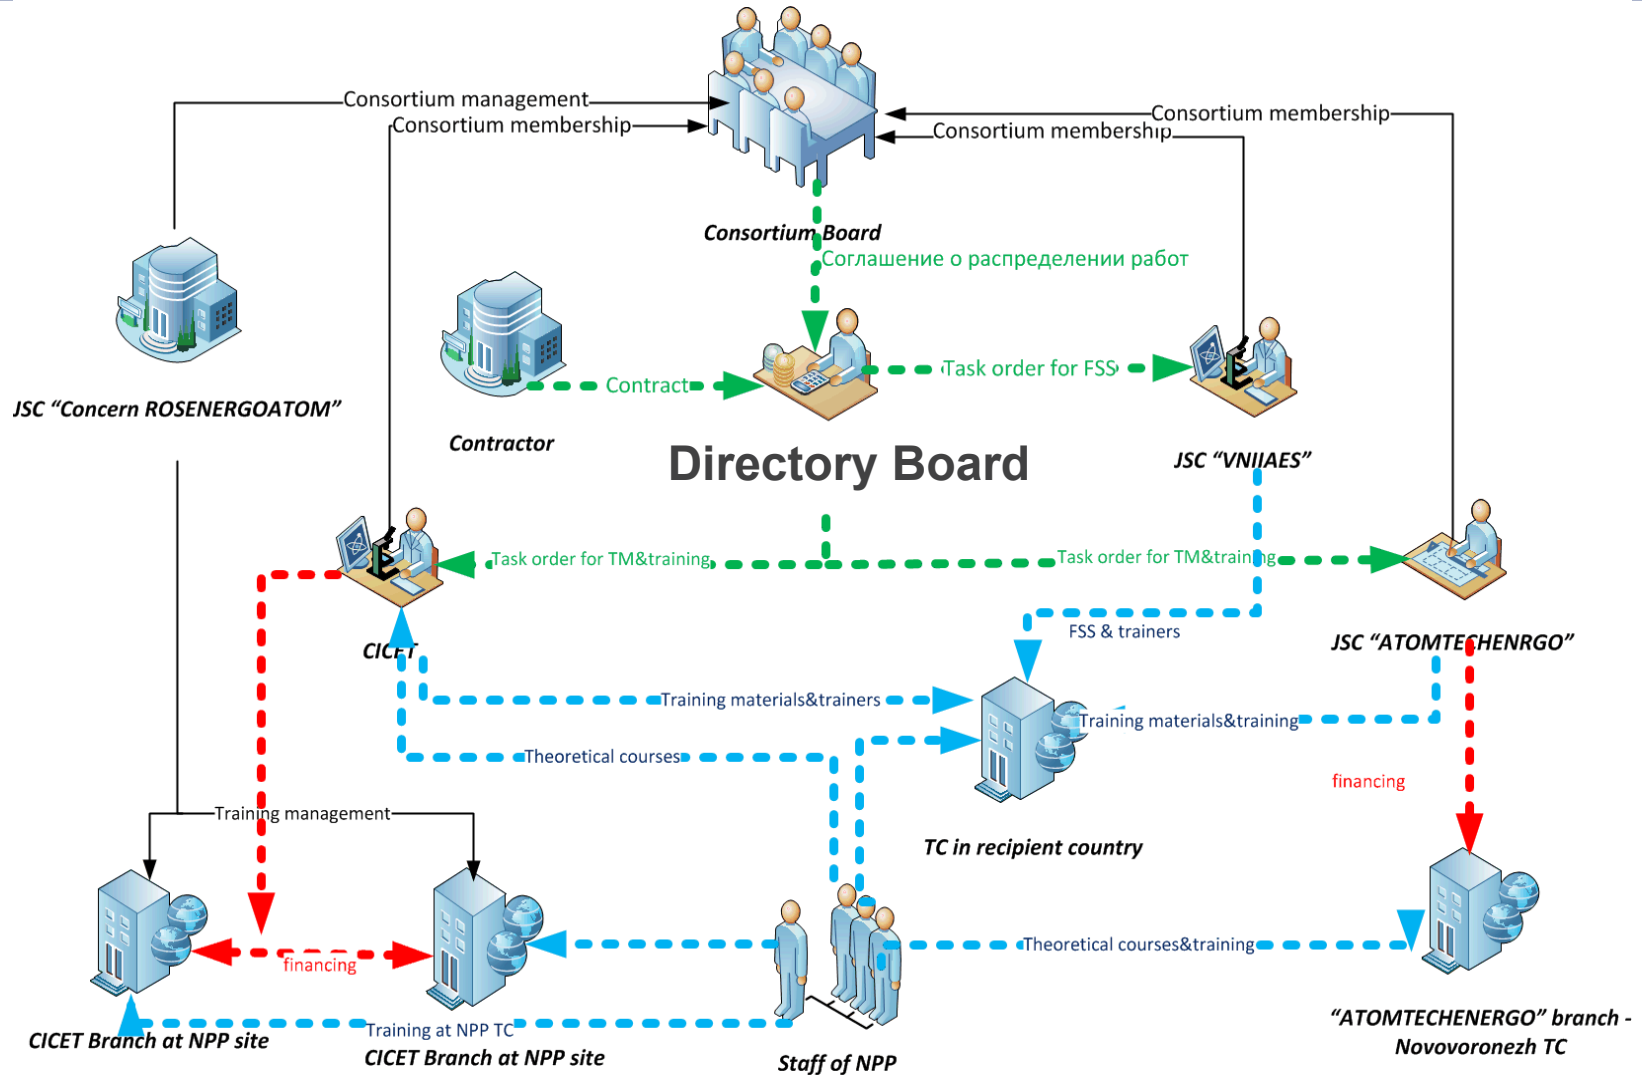 Consortium management
Consortium membership
Consortium membership
Consortium membership
Consortium Board
Соглашение о распределении работ
JSC “Concern ROSENERGOATOM”
Contract
Task order for FSS
Contractor
Directory Board
JSC “VNIIAES”
Task order for TM&training
Task order for TM&training
FSS & trainers
CICET
JSC “ATOMTECHENRGO”
Training materials&trainers
Training materials&training
Theoretical courses
financing
Training management
TC in recipient country
Theoretical courses&training
financing
Training at NPP TC
CICET Branch at NPP site
CICET Branch at NPP site
Staff of NPP
“ATOMTECHENERGO” branch -
Novovoronezh TC